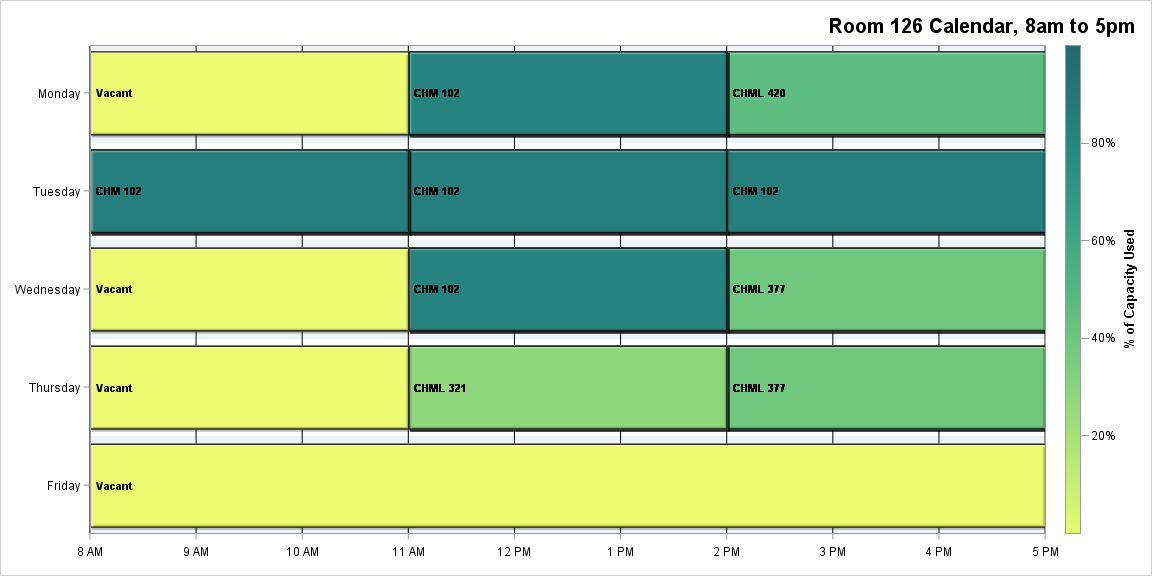 Room 126 Calendar, 8am to 5pm
Monday
Vacant
CHM 102
CHML 420
Tuesday
CHM 102
CHM 102
CHM 102
Wednesday
Vacant
CHM 102
CHML 377
Thursday
Vacant
CHML 321
CHML 377
Friday
Vacant
8 AM
9 AM
10 AM
11 AM
12 PM
1 PM
2 PM
3 PM
4 PM
5 PM
80%
60%
40%
20%
% of Capacity Used